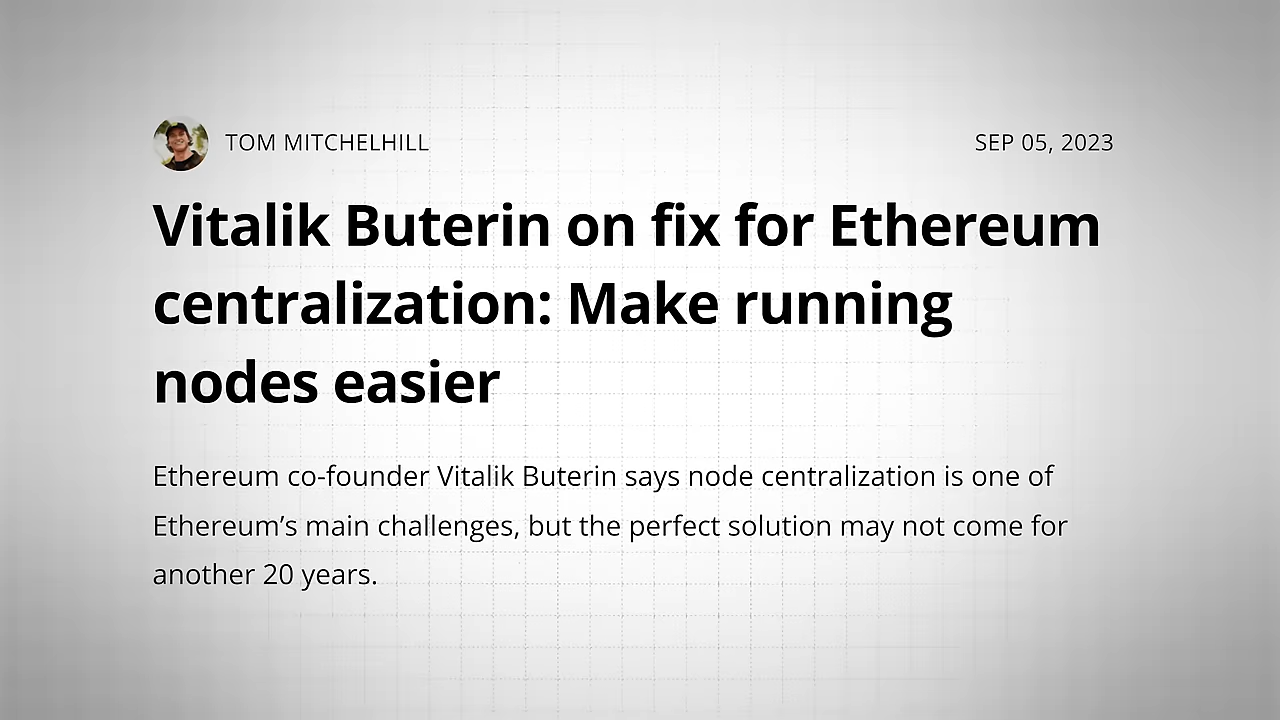 TOM MITCHELHILL
SEP 05, 2023
Vitalik Buterin on fix for Ethereum
centralization: Make running
nodes easier
Ethereum co-founder Vitalik Buterin says node centralization is one of
Ethereum’s main challenges, but the perfect solution may not come for
another 20 years.